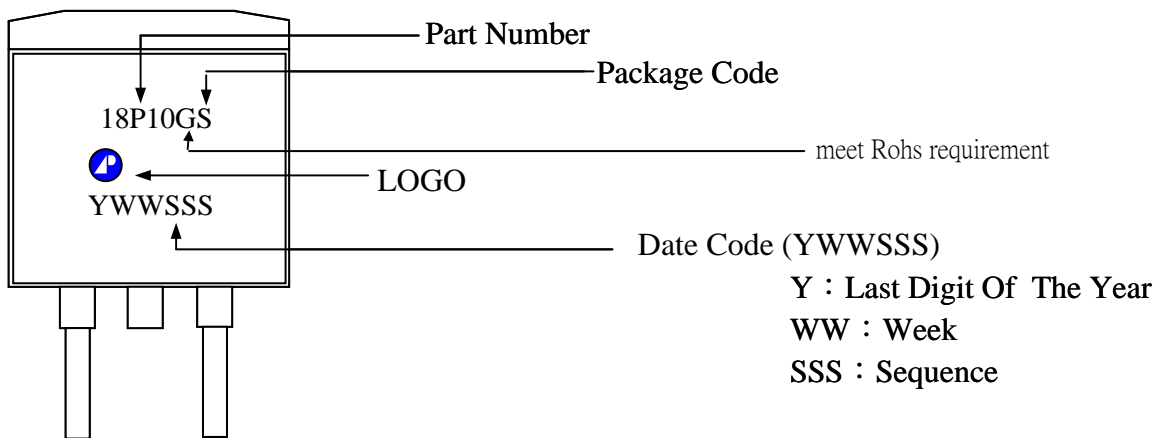 Part Number
Package Code
18P10GS
meet Rohs requirement
LOGO
YWWSSS
Date Code (YWWSSS)
Y：Last Digit Of The Year
WW：Week
SSS：Sequence